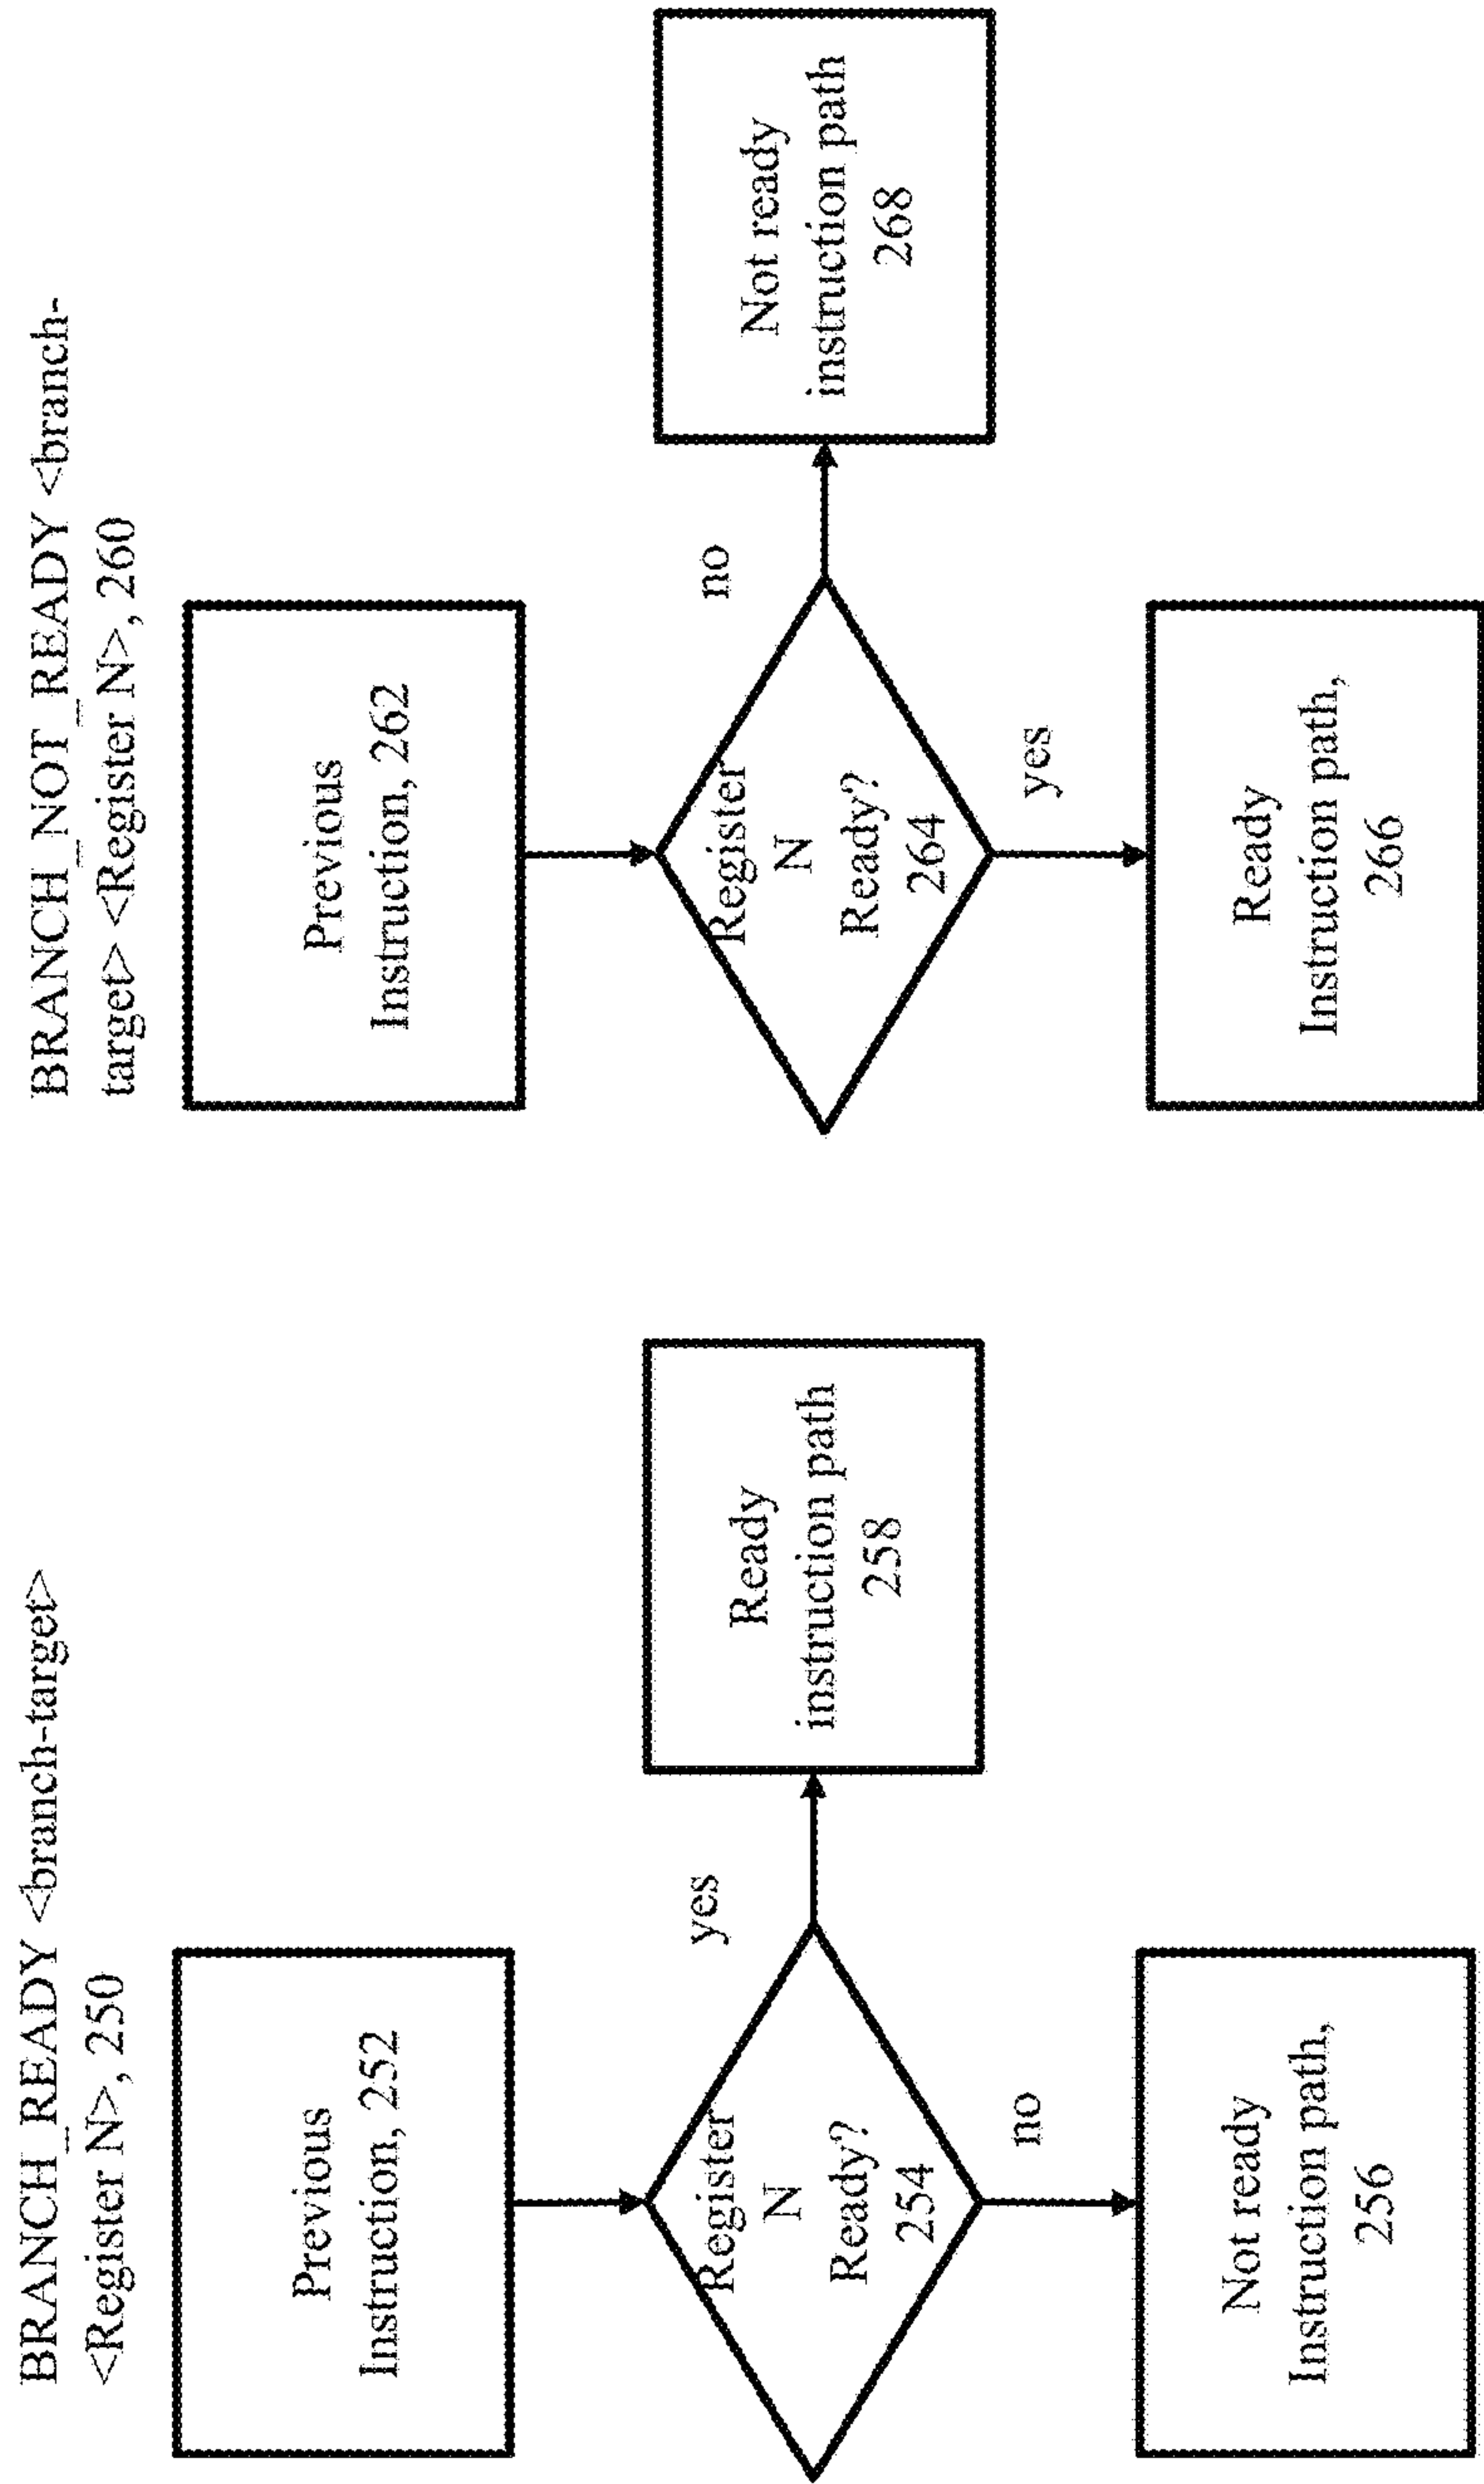 BRANCH_READY <branch-target>
<Register N>, 250
Previous
Instruction, 252
Register
N
Ready?
254
yes
Ready
instruction path
258
no
Not ready
Instruction path,
256
BRANCH_NOT_READY <branch-
target> <Register N>, 260
Previous
Instruction, 262
Register
N
Ready?
264
no
Not ready
instruction path
268
yes
Ready
Instruction path,
266